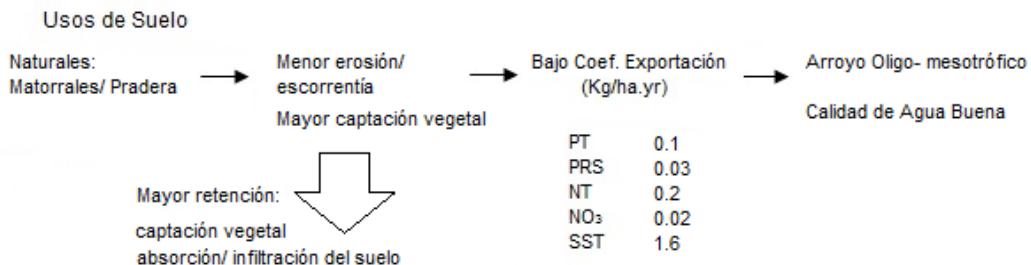 Usos de Suelo
Naturales:
Matorrales/ Pradera
Menor erosión/
escorrentía
Mayor captación vegetal
Bajo Coef. Exportación
(Kg/ha.yr)
Arroyo Oligo- mesotrófico
Calidad de Agua Buena
PT 0.1
PRS 0.03
NT 0.2
NO₃ 0.02
SST 1.6
Mayor retención:
captación vegetal
absorción/ infiltración del suelo